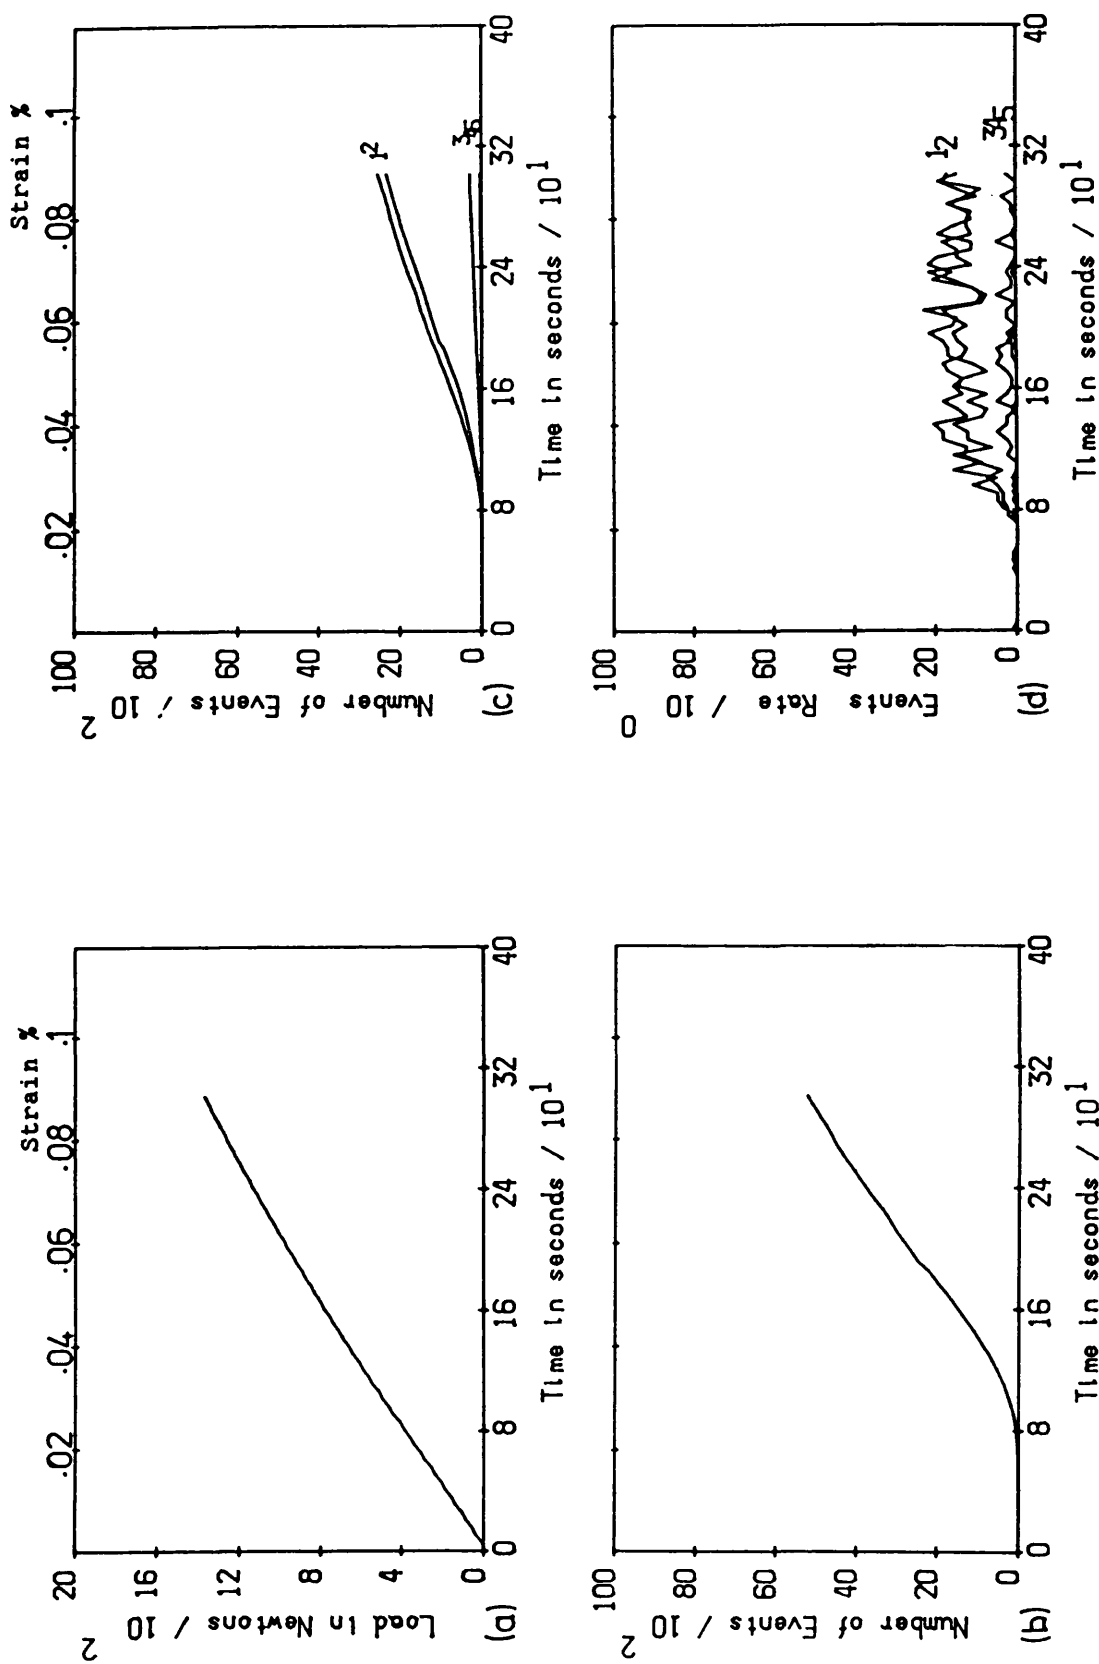 Strain %
.02 .04 .06 .08 .1
20
16
12
8
4
0
Load in Newtons / 10 2
(a)
0 8 16 24 32 40
Time in seconds / 10 1
100
80
60
40
20
0
Number of Events / 10 2
(b)
0 8 16 24 32 40
Time in seconds / 10 1
Strain %
.02 .04 .06 .08 .1
100
80
60
40
20
0
Number of Events / 10 2
(c)
1 2
3 4 5
0 8 16 24 32 40
Time in seconds / 10 1
100
80
60
40
20
0
Events Rate / 10 0
(d)
1 2
3 4 5
0 8 16 24 32 40
Time in seconds / 10 1